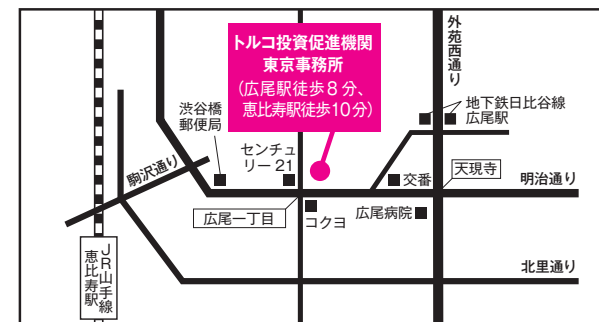 トルコ投資促進機関
東京事務所
(広尾駅徒歩8分、
恵比寿駅徒歩10分)
外苑西通り
地下鉄日比谷線
広尾駅
渋谷橋
郵便局
センチュ
リー21
駒沢通り
交番
天現寺
明治通り
広尾一丁目
コクヨ
広尾病院
北里通り
JR山手線
恵比寿駅